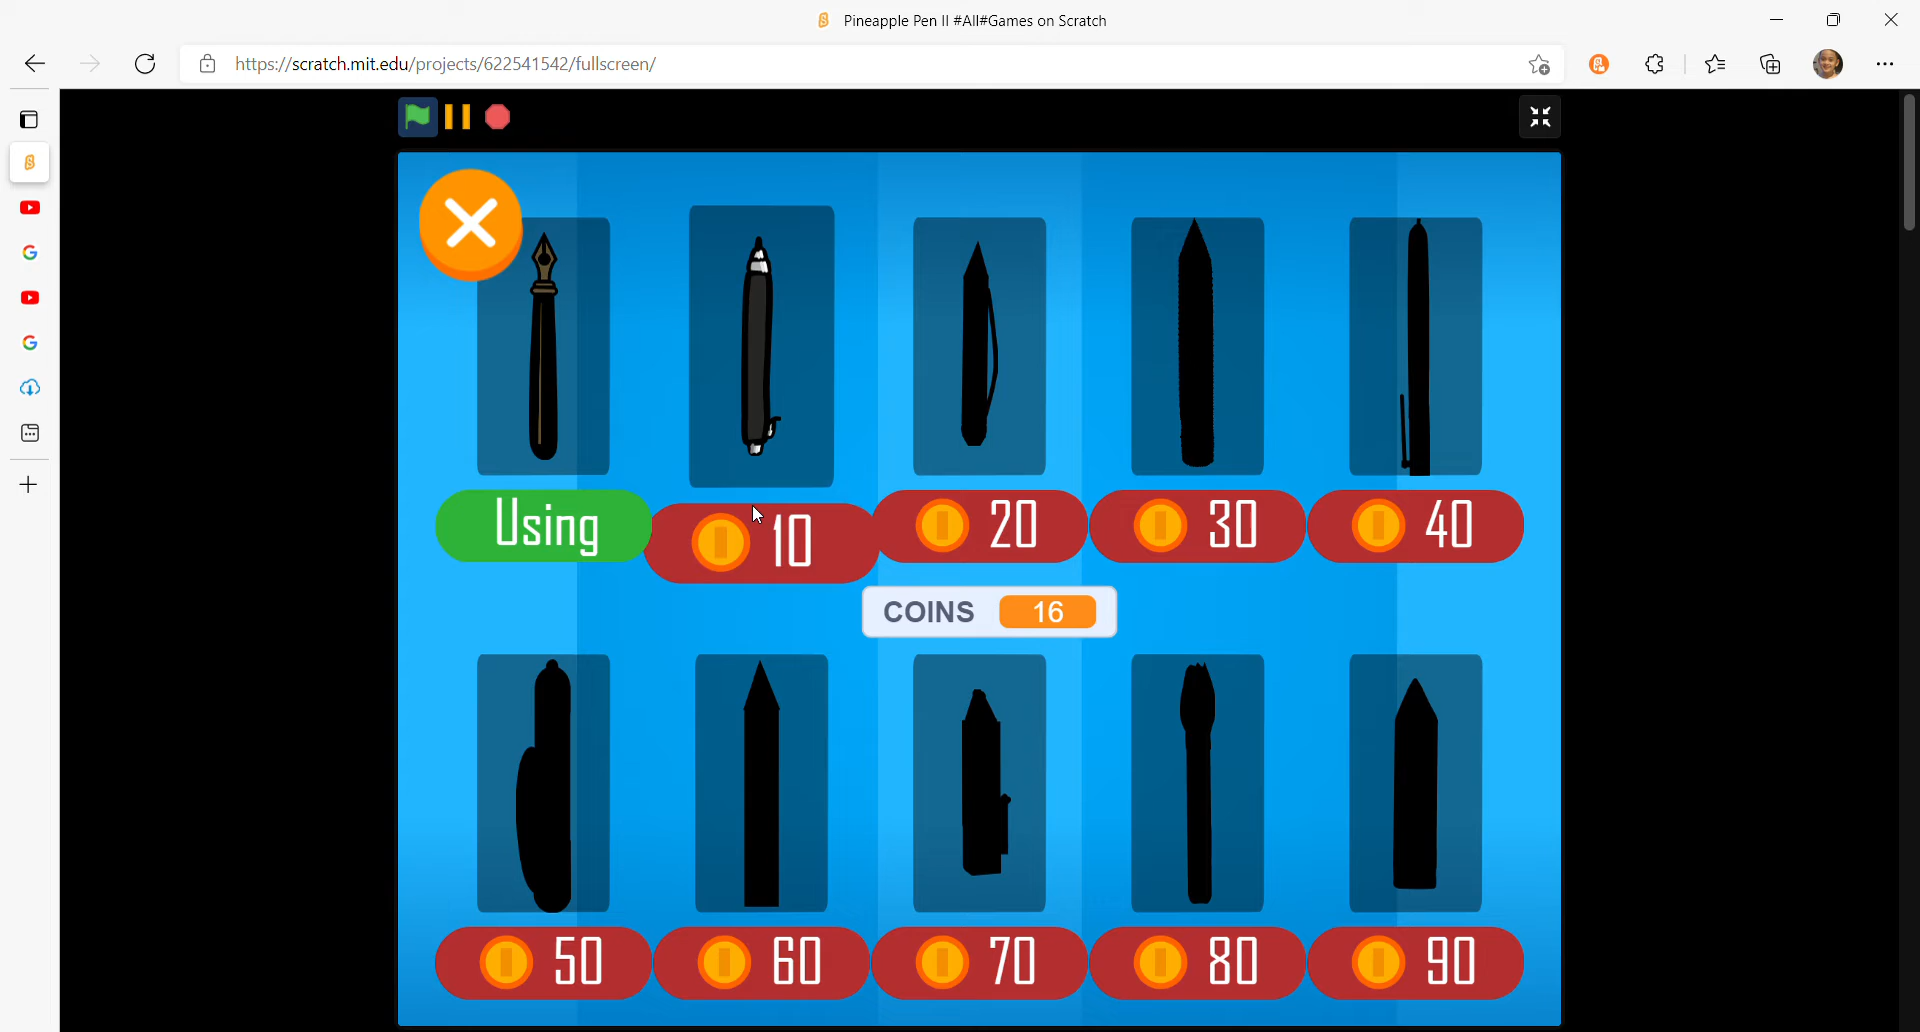 Pineapple Pen II #All#Games on Scratch
https://scratch.mit.edu/projects/622541542/fullscreen/
Using
10
20
30
40
COINS 16
50
60
70
80
90